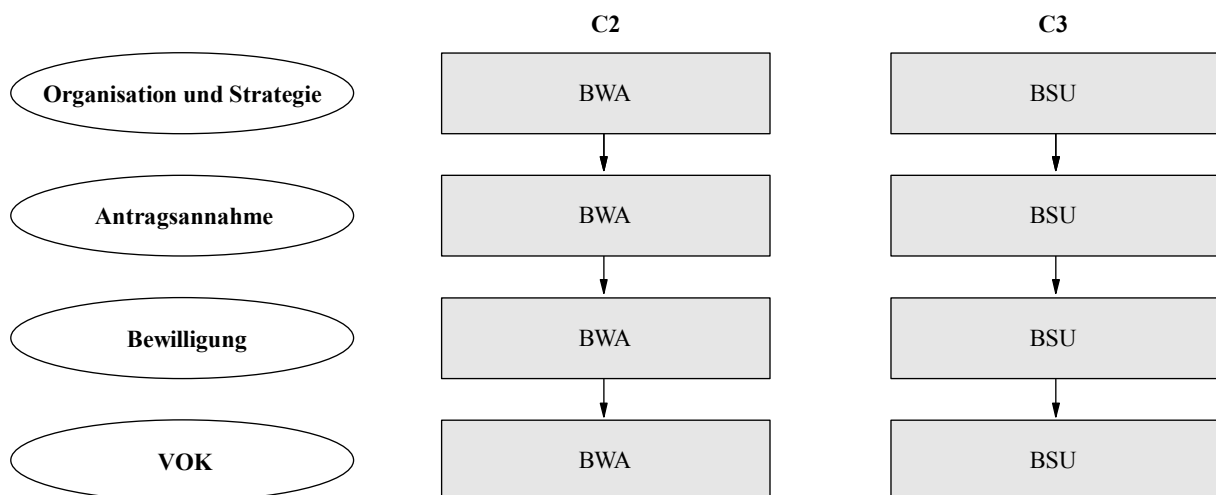 C2 C3
Organisation und Strategie BWA BSU
Antragsannahme BWA BSU
Bewilligung BWA BSU
VOK BWA BSU